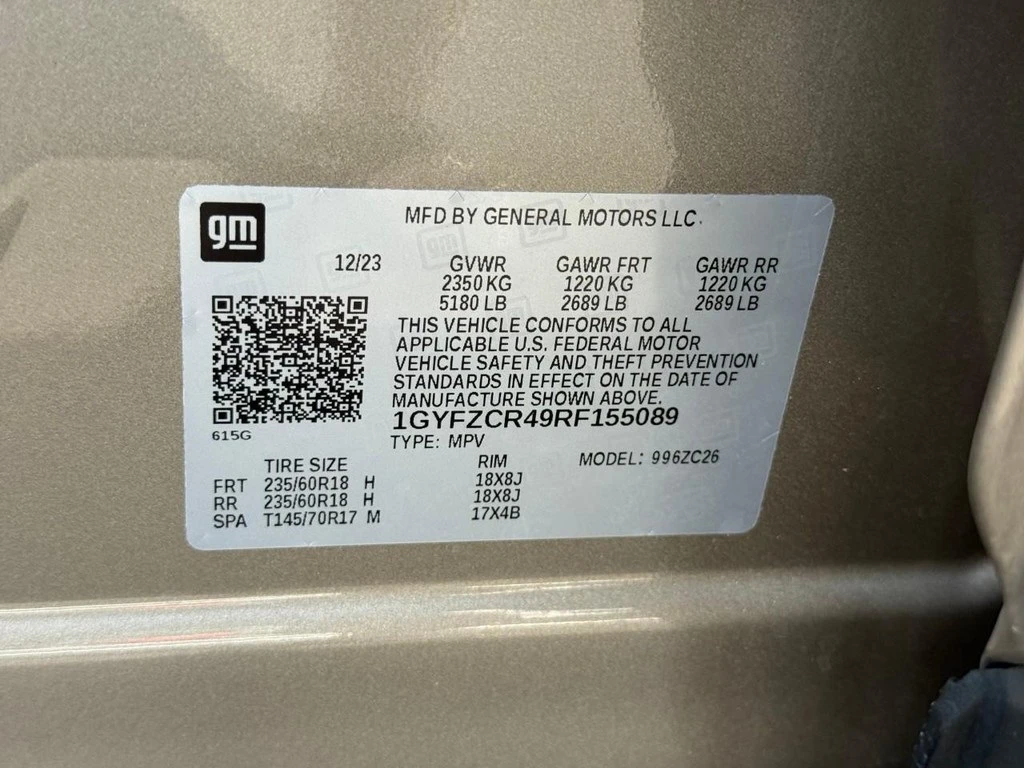 gm
MFD BY GENERAL MOTORS LLC
12/23 GVWR GAWR FRT GAWR RR
2350 KG 1220 KG 1220 KG
5180 LB 2689 LB 2689 LB
THIS VEHICLE CONFORMS TO ALL
APPLICABLE U.S. FEDERAL MOTOR
VEHICLE SAFETY AND THEFT PREVENTION
STANDARDS IN EFFECT ON THE DATE OF
MANUFACTURE SHOWN ABOVE.
1GYFZCR49RF155089
615G
TYPE: MPV MODEL: 996ZC26
TIRE SIZE RIM
FRT 235/60R18 H 18X8J
RR 235/60R18 H 18X8J
SPA T145/70R17 M 17X4B